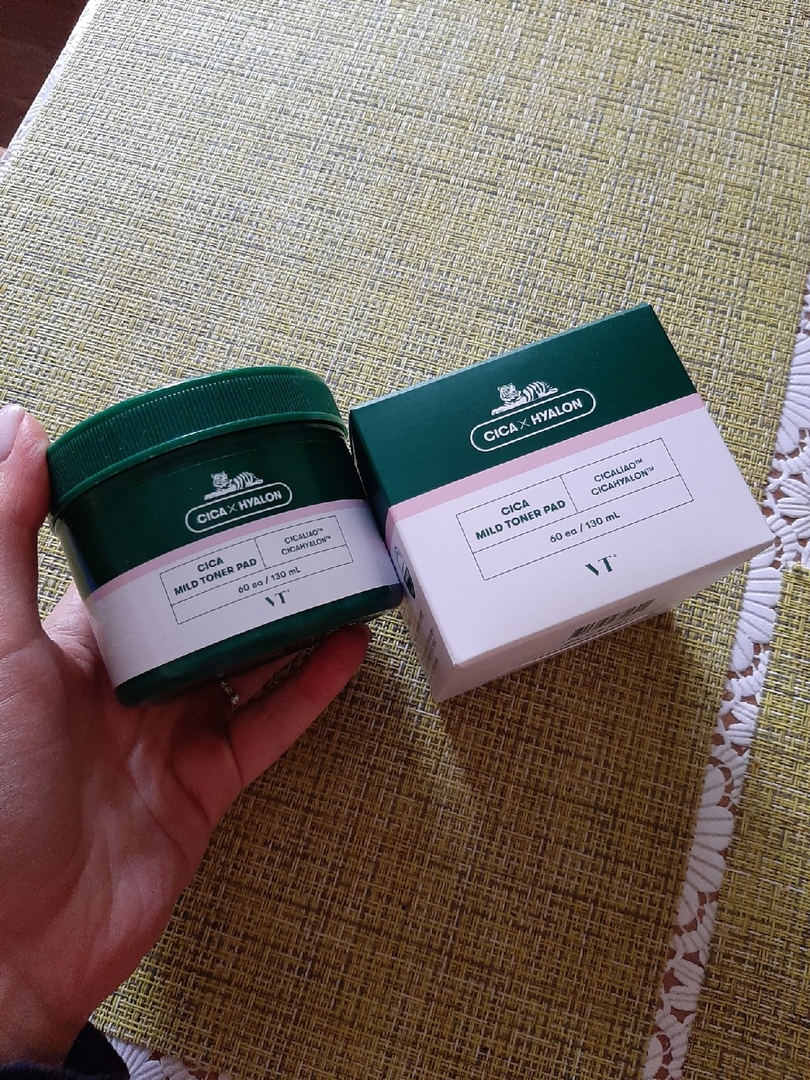 CICA X HYALON
CICA
MILD TONER PAD
CICALIAO™
CICAHYALON™
60 ea / 130 mL
VT®
CICA X HYALON
CICA
MILD TONER PAD
CICALIAO™
CICAHYALON™
60 ea / 130 mL
VT®